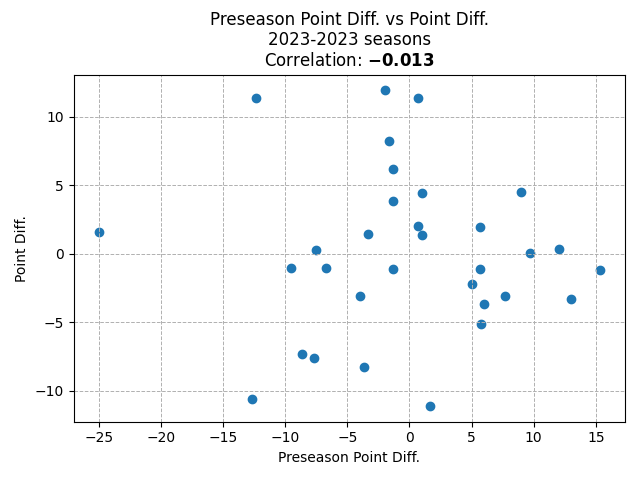 Preseason Point Diff. vs Point Diff.
2023-2023 seasons
Correlation: −0.013
10
5
0
−5
−10
Point Diff.
−25
−20
−15
−10
−5
0
5
10
15
Preseason Point Diff.